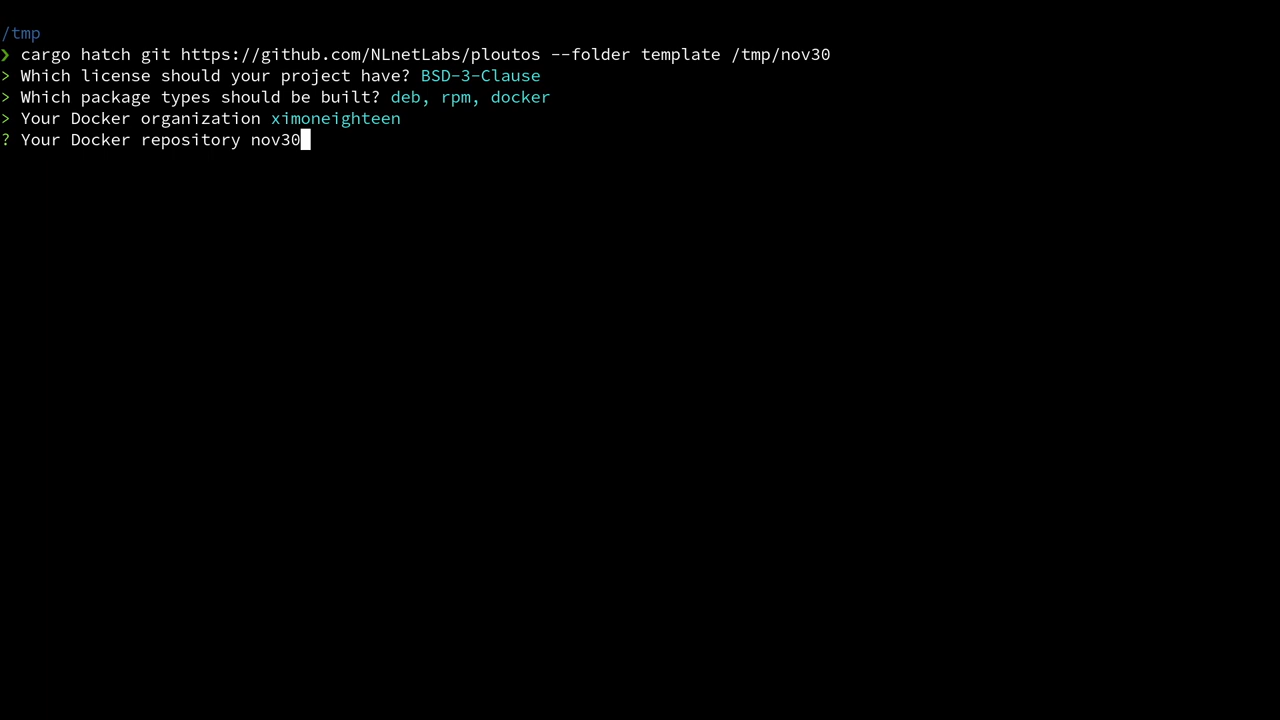 /tmp
❯ cargo hatch git https://github.com/NLnetLabs/ploutos --folder template /tmp/nov30
> Which license should your project have? BSD-3-Clause
> Which package types should be built? deb, rpm, docker
> Your Docker organization ximoneighteen
? Your Docker repository nov30